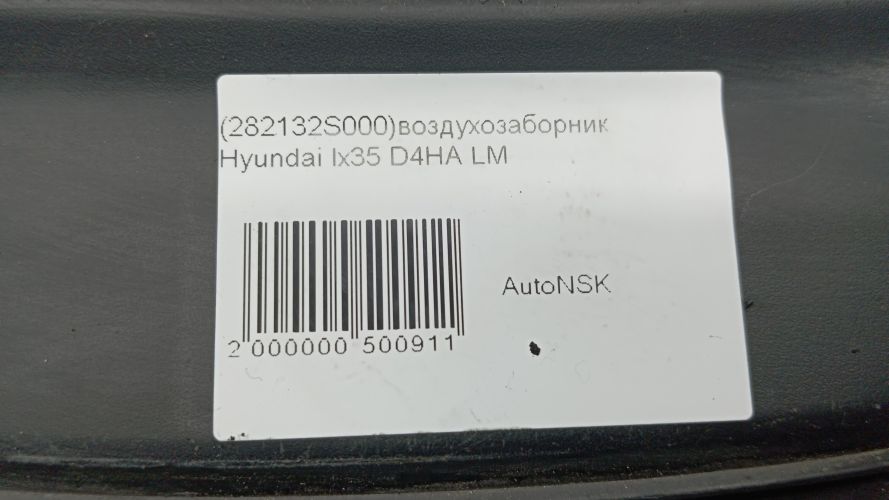 (282132S000)воздухозаборник
Hyundai Ix35 D4HA LM
AutoNSK
2 000000 500911